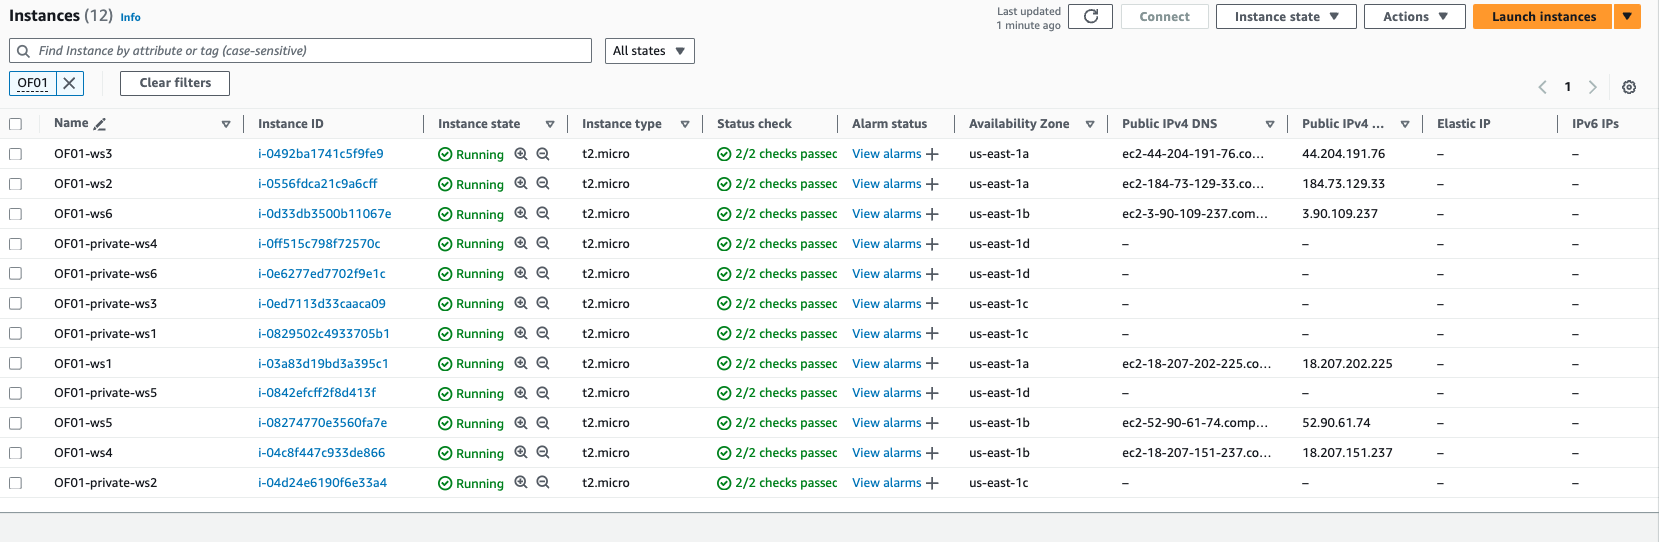 Instances (12) Info
Last updated
1 minute ago
Connect
Instance state
Actions
Launch instances
Find Instance by attribute or tag (case-sensitive)
All states
OF01
Clear filters
1
Name Instance ID Instance state Instance type Status check Alarm status Availability Zone Public IPv4 DNS Public IPv4 ... Elastic IP IPv6 IPs
OF01-ws3 i-0492ba1741c5f9fe9 Running t2.micro 2/2 checks passec View alarms + us-east-1a ec2-44-204-191-76.co... 44.204.191.76 – –
OF01-ws2 i-0556fdca21c9a6cff Running t2.micro 2/2 checks passec View alarms + us-east-1a ec2-184-73-129-33.co... 184.73.129.33 – –
OF01-ws6 i-0d33db3500b11067e Running t2.micro 2/2 checks passec View alarms + us-east-1b ec2-3-90-109-237.com... 3.90.109.237 – –
OF01-private-ws4 i-0ff515c798f72570c Running t2.micro 2/2 checks passec View alarms + us-east-1d – – – –
OF01-private-ws6 i-0e6277ed7702f9e1c Running t2.micro 2/2 checks passec View alarms + us-east-1d – – – –
OF01-private-ws3 i-0ed7113d33caaca09 Running t2.micro 2/2 checks passec View alarms + us-east-1c – – – –
OF01-private-ws1 i-0829502c4933705b1 Running t2.micro 2/2 checks passec View alarms + us-east-1c – – – –
OF01-ws1 i-03a83d19bd3a395c1 Running t2.micro 2/2 checks passec View alarms + us-east-1a ec2-18-207-202-225.co... 18.207.202.225 – –
OF01-private-ws5 i-0842efcff2f8d413f Running t2.micro 2/2 checks passec View alarms + us-east-1d – – – –
OF01-ws5 i-08274770e3560fa7e Running t2.micro 2/2 checks passec View alarms + us-east-1b ec2-52-90-61-74.comp... 52.90.61.74 – –
OF01-ws4 i-04c8f447c933de866 Running t2.micro 2/2 checks passec View alarms + us-east-1b ec2-18-207-151-237.co... 18.207.151.237 – –
OF01-private-ws2 i-04d24e6190f6e33a4 Running t2.micro 2/2 checks passec View alarms + us-east-1c – – – –